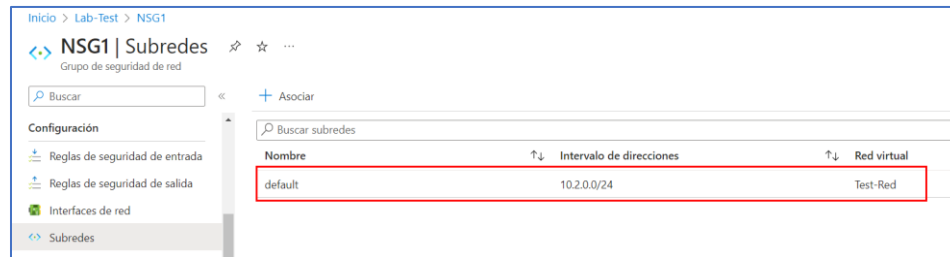 Inicio > Lab-Test > NSG1
NSG1 | Subredes
Grupo de seguridad de red
Buscar
Asociar
Configuración
Buscar subredes
Reglas de seguridad de entrada
Nombre Intervalo de direcciones Red virtual
Reglas de seguridad de salida
default 10.2.0.0/24 Test-Red
Interfaces de red
Subredes